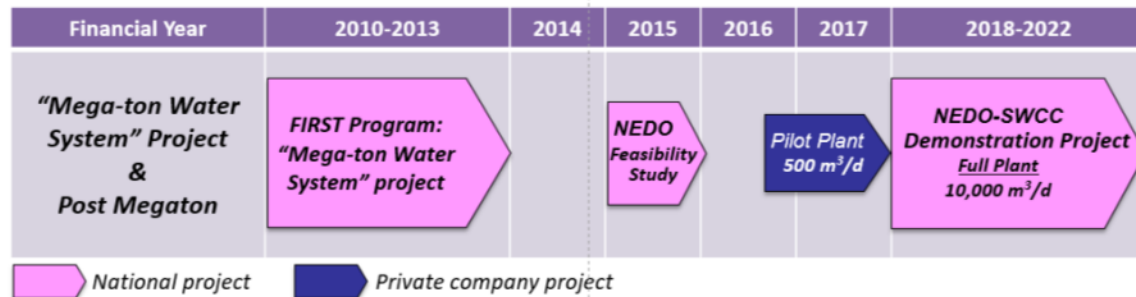 Financial Year 2010-2013 2014 2015 2016 2017 2018-2022
“Mega-ton Water
System” Project
&
Post Megaton
FIRST Program:
“Mega-ton Water
System” project
NEDO
Feasibility
Study
Pilot Plant
500 m³/d
NEDO-SWCC
Demonstration Project
Full Plant
10,000 m³/d
National project
Private company project